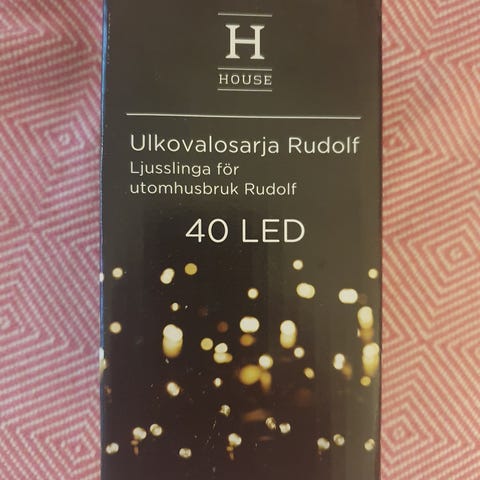 H
HOUSE
Ulkovalosarja Rudolf
Ljusslinga för
utomhusbruk Rudolf
40 LED